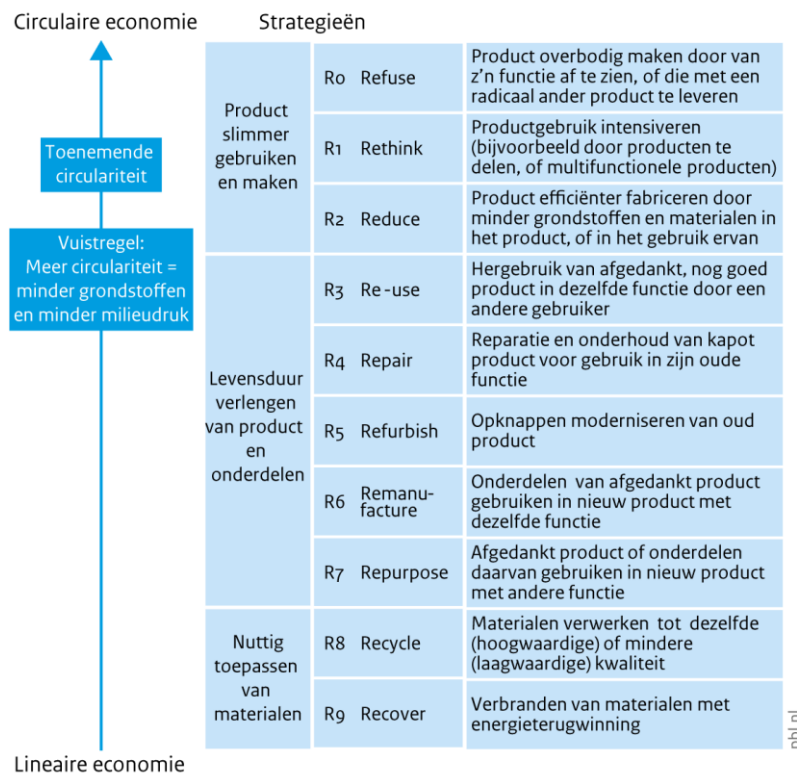 Circulaire economie
Strategieën
Toenemende
circulariteit
Vuistregel:
Meer circulariteit =
minder grondstoffen
en minder milieudruk
Lineaire economie
Product
slimmer
gebruiken
en maken
R0 Refuse
Product overbodig maken door van
z'n functie af te zien, of die met een
radicaal ander product te leveren
R1 Rethink
Productgebruik intensiveren
(bijvoorbeeld door producten te
delen, of multifunctionele producten)
R2 Reduce
Product efficiënter fabriceren door
minder grondstoffen en materialen in
het product, of in het gebruik ervan
Levensduur
verlengen
van product
en
onderdelen
R3 Re-use
Hergebruik van afgedankt, nog goed
product in dezelfde functie door een
andere gebruiker
R4 Repair
Reparatie en onderhoud van kapot
product voor gebruik in zijn oude
functie
R5 Refurbish
Opknappen moderniseren van oud
product
R6 Remanu-
facture
Onderdelen van afgedankt product
gebruiken in nieuw product met
dezelfde functie
R7 Repurpose
Afgedankt product of onderdelen
daarvan gebruiken in nieuw product
met andere functie
Nuttig
toepassen
van
materialen
R8 Recycle
Materialen verwerken tot dezelfde
(hoogwaardige) of mindere
(laagwaardige) kwaliteit
R9 Recover
Verbranden van materialen met
energieterugwinning
pbl.nl